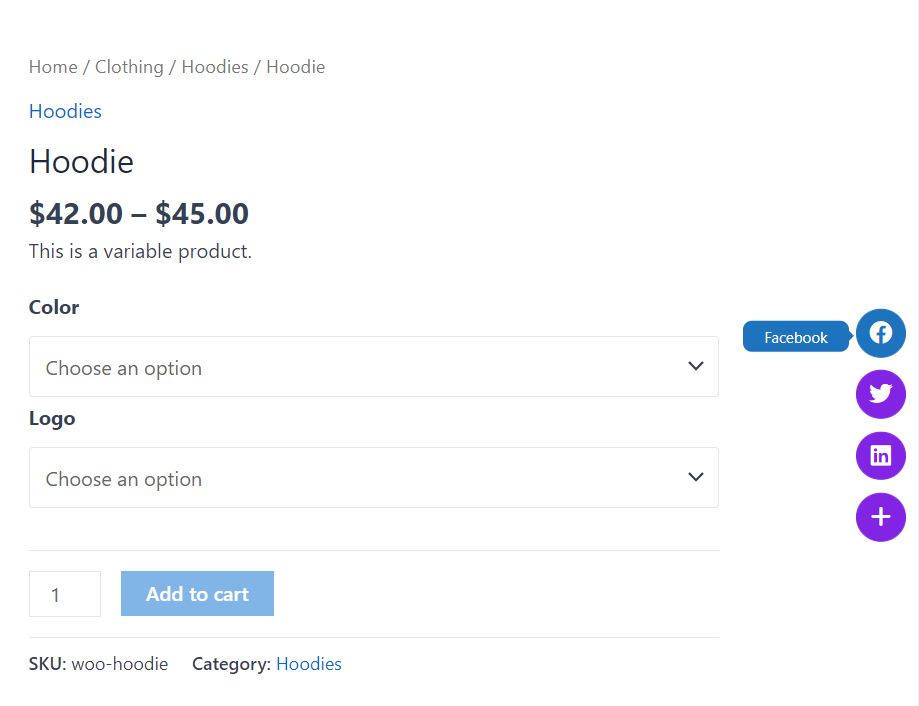 Home / Clothing / Hoodies / Hoodie
Hoodies
Hoodie
$42.00 – $45.00
This is a variable product.
Color
Choose an option
Facebook
Logo
Choose an option
1
Add to cart
SKU: woo-hoodie Category: Hoodies